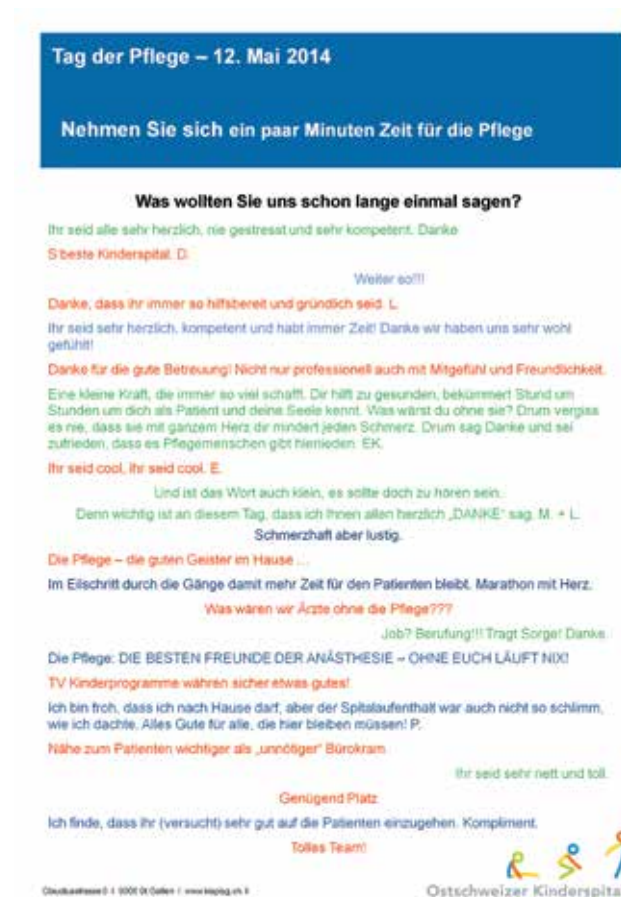 Tag der Pflege – 12. Mai 2014
Nehmen Sie sich ein paar Minuten Zeit für die Pflege
Was wollten Sie uns schon lange einmal sagen?
Ihr seid alle sehr herzlich, nie gestresst und sehr kompetent. Danke
S'beste Kinderspital. D.
Weiter so!!!
Danke, dass ihr immer so hilfsbereit und gründlich seid. L.
Ihr seid sehr herzlich, kompetent und habt immer Zeit! Danke wir haben uns sehr wohl
gefühlt!
Danke für die gute Betreuung! Nicht nur professionell auch mit Mitgefühl und Freundlichkeit.
Eine kleine Kraft, die immer so viel schafft. Dir hilft zu gesunden, bekümmert Stund um
Stunden um dich als Patient und deine Seele kennt. Was wärst du ohne sie? Drum vergiss
es nie, dass sie mit ganzem Herz dir mindert jeden Schmerz. Drum sag Danke und sei
zufrieden, dass es Pflegemenschen gibt hienieden. EK.
Ihr seid cool, ihr seid cool. E.
Und ist das Wort auch klein, es sollte doch zu hören sein.
Denn wichtig ist an diesem Tag, dass ich Ihnen allen herzlich „DANKE“ sag. M. + L.
Schmerzhaft aber lustig.
Die Pflege – die guten Geister im Hause ...
Im Eilschritt durch die Gänge damit mehr Zeit für den Patienten bleibt. Marathon mit Herz.
Was wären wir Ärzte ohne die Pflege???
Job? Berufung!!! Tragt Sorge! Danke.
Die Pflege: DIE BESTEN FREUNDE DER ANÄSTHESIE – OHNE EUCH LÄUFT NIX!
TV Kinderprogramme währen sicher etwas gutes!
Ich bin froh, dass ich nach Hause darf, aber der Spitalaufenthalt war auch nicht so schlimm,
wie ich dachte. Alles Gute für alle, die hier bleiben müssen! P.
Nähe zum Patienten wichtiger als „unnötiger“ Bürokram
Ihr seid sehr nett und toll.
Genügend Platz
Ich finde, dass ihr (versucht) sehr gut auf die Patienten einzugehen. Kompliment.
Tolles Team!
Ostschweizer Kinderspita